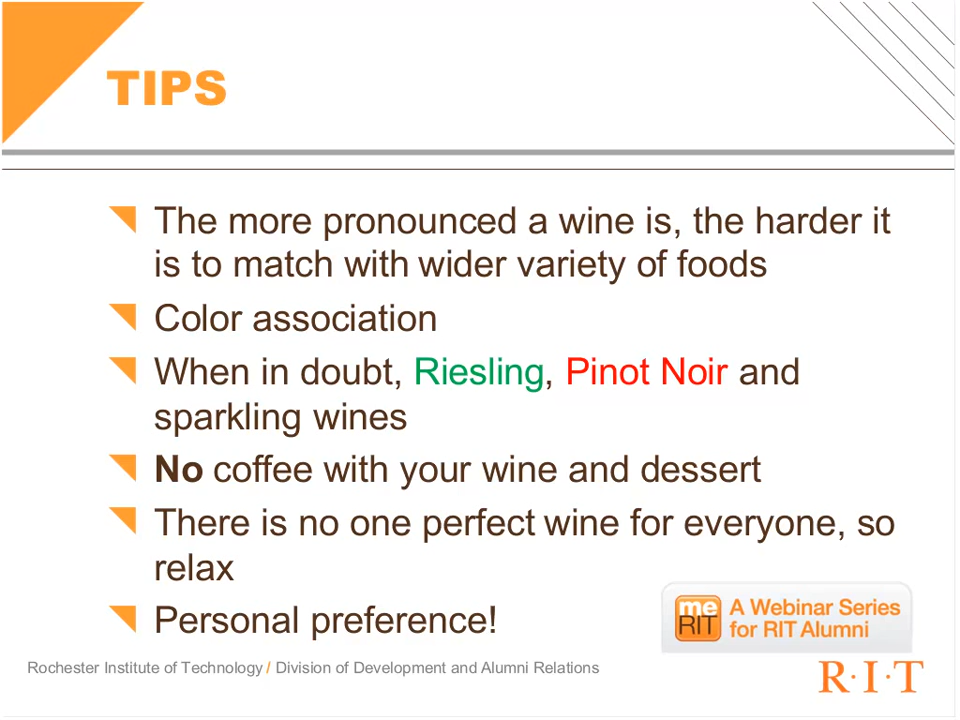 TIPS
The more pronounced a wine is, the harder it
is to match with wider variety of foods
Color association
When in doubt, Riesling, Pinot Noir and
sparkling wines
No coffee with your wine and dessert
There is no one perfect wine for everyone, so
relax
Personal preference!
me
RIT
A Webinar Series
for RIT Alumni
Rochester Institute of Technology / Division of Development and Alumni Relations
R·I·T